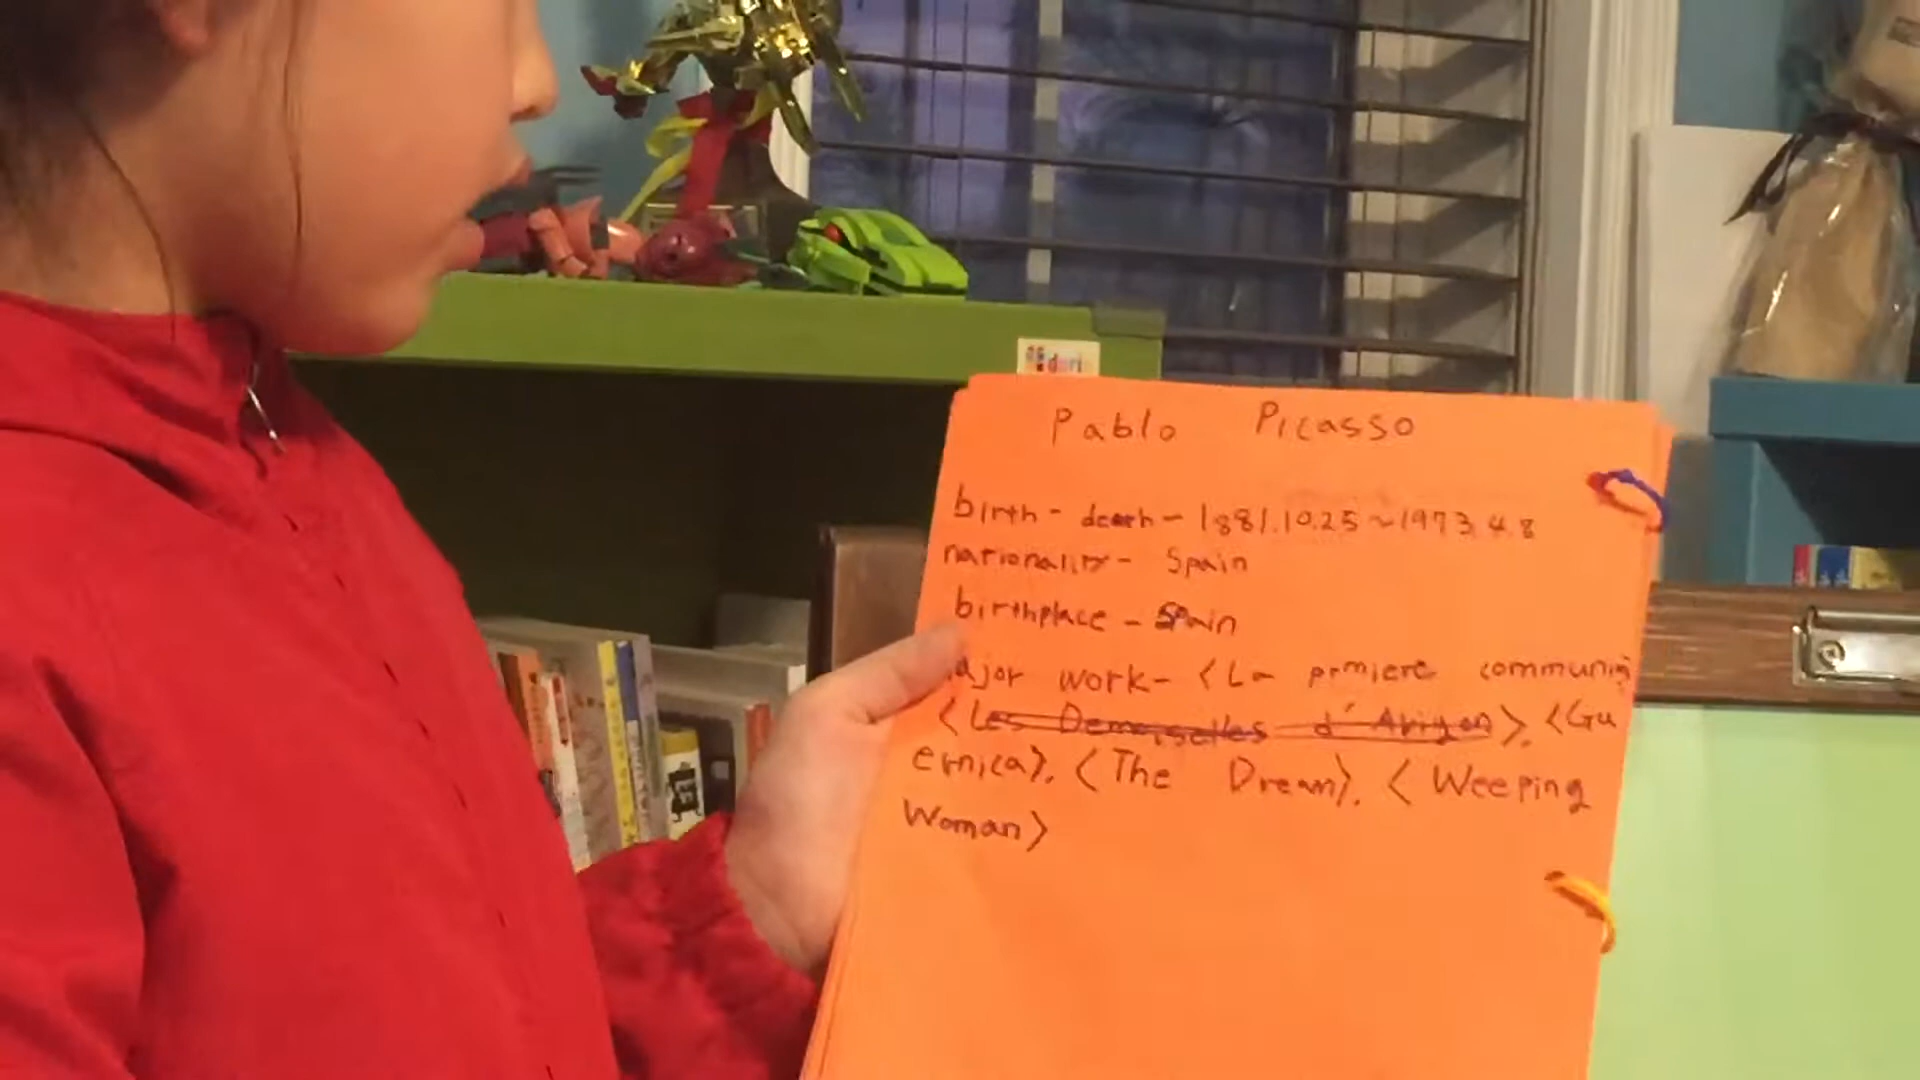 Pablo Picasso
birth - death - 1881.10.25 ~ 1973.4.8
nationality - Spain
birthplace - Spain
ajor work - <La premiere communi
<Les Demoiselles d' Avignon>, <Gu
ernica>, <The Dream>, <Weeping
Woman>